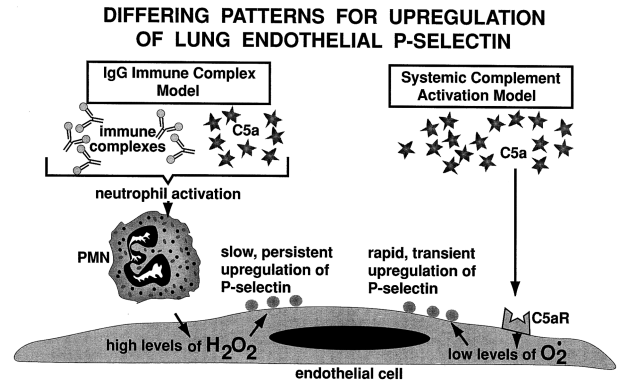 DIFFERING PATTERNS FOR UPREGULATION
OF LUNG ENDOTHELIAL P-SELECTIN
IgG Immune Complex
Model
immune
complexes
C5a
neutrophil activation
PMN
slow, persistent
upregulation of
P-selectin
high levels of H2O2
Systemic Complement
Activation Model
C5a
rapid, transient
upregulation of
P-selectin
C5aR
low levels of O2̇
endothelial cell